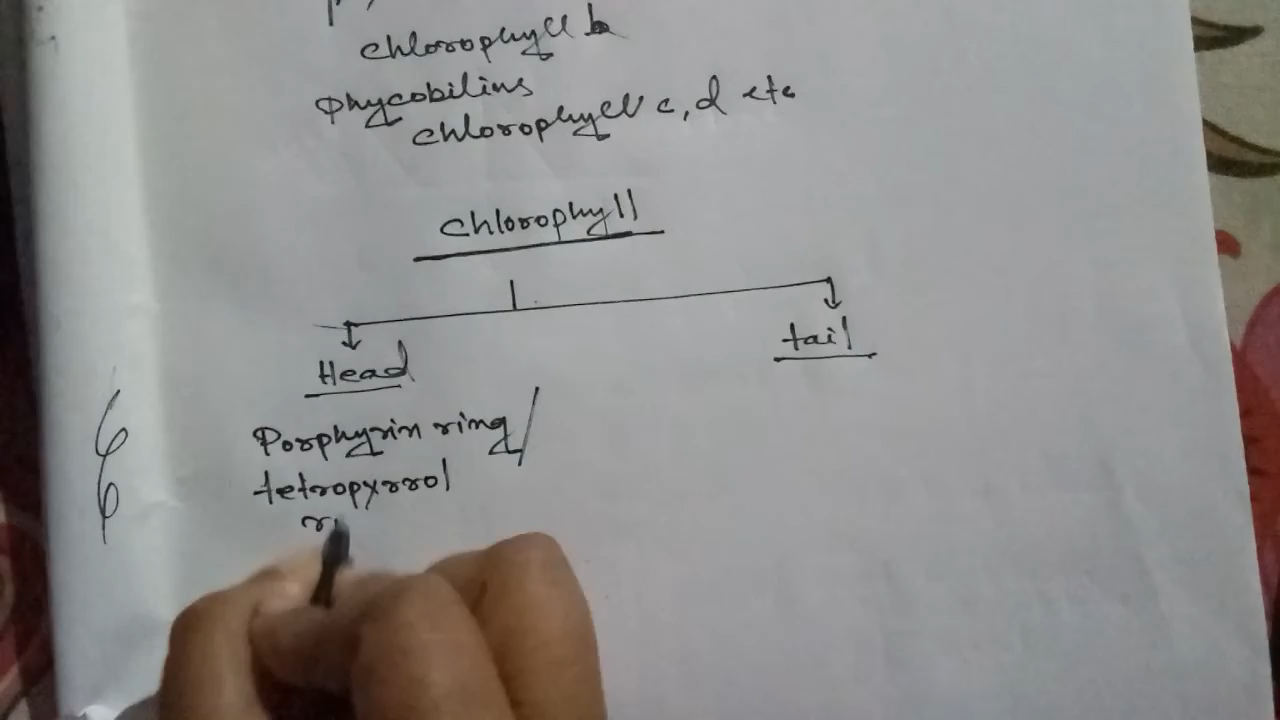 chlorophyll b
Phycobilins
chlorophyll c, d etc
chlorophyll
Head
tail
Porphyrin ring/
tetropyrrol